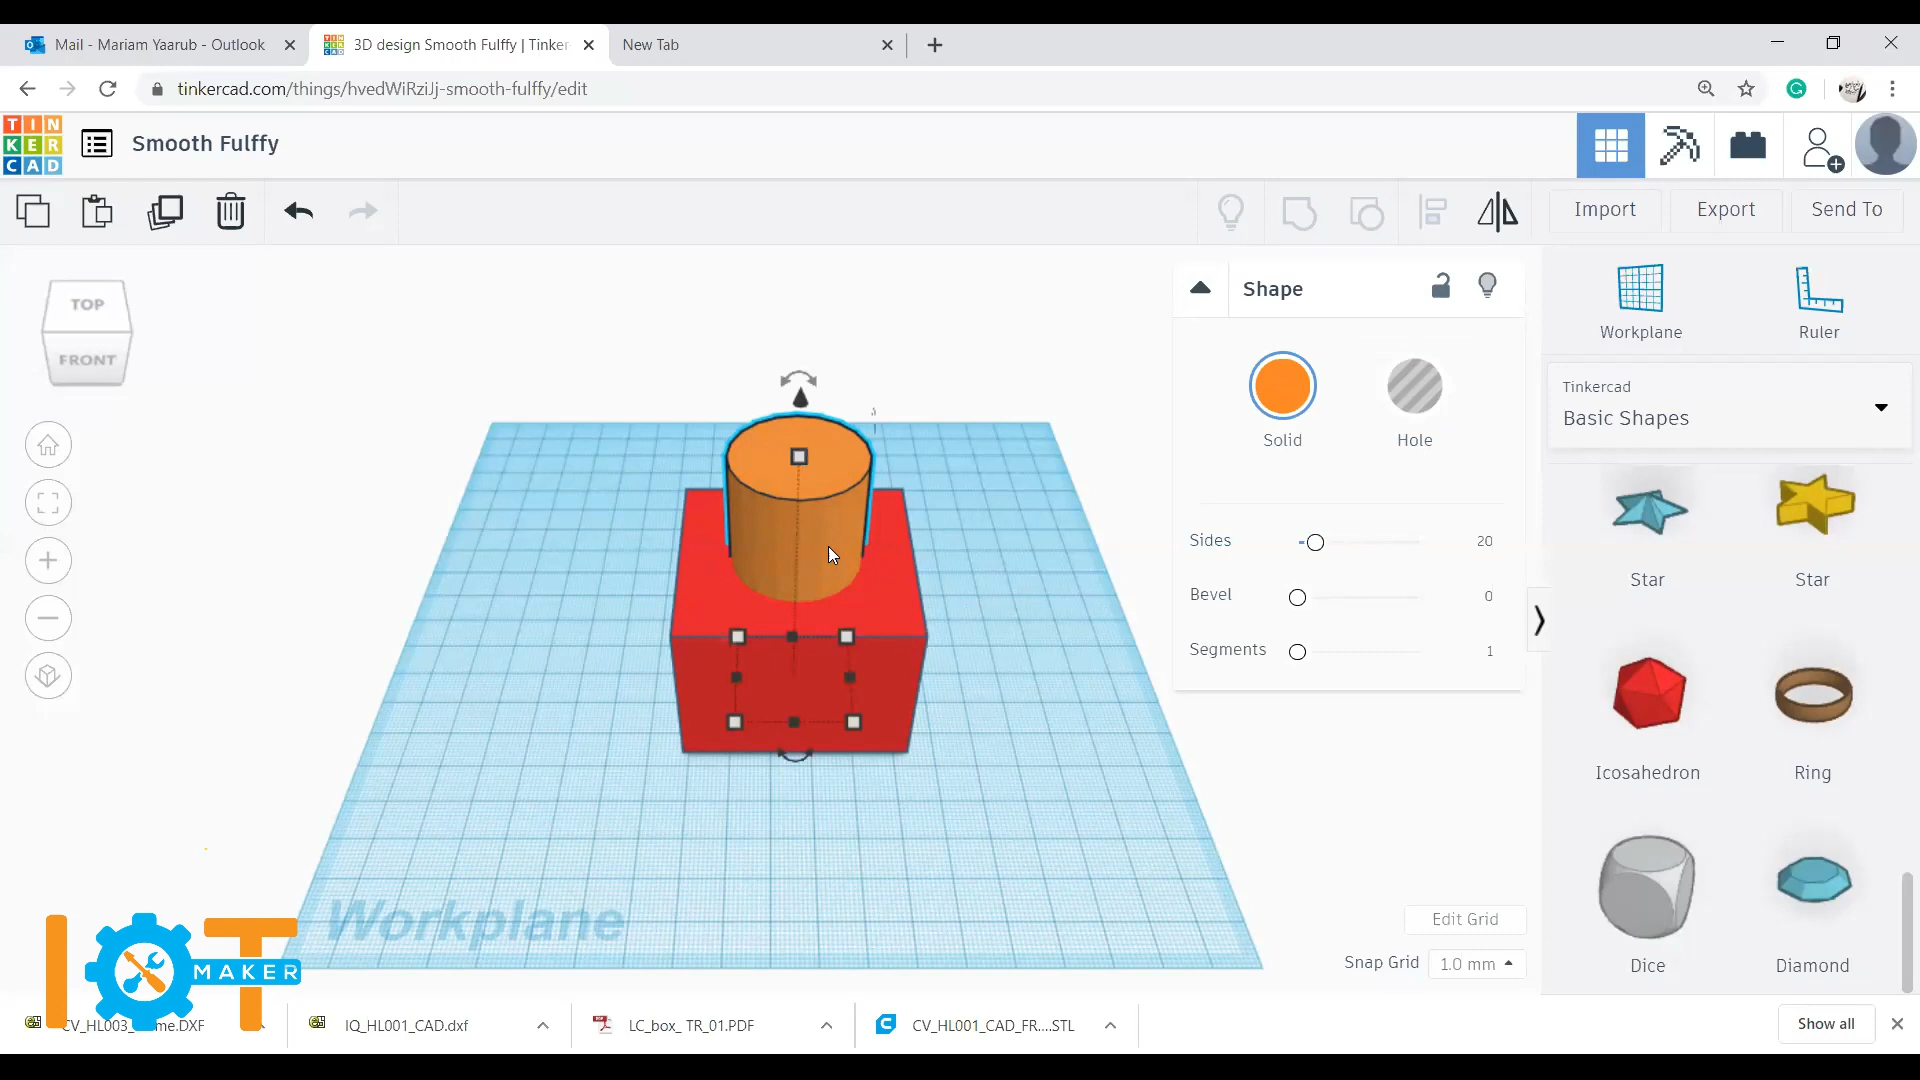 Mail - Mariam Yaarub - Outlook
3D design Smooth Fulffy | Tinker
New Tab
tinkercad.com/things/hvedWiRziJj-smooth-fulffy/edit
TIN
KER
CAD
Smooth Fulffy
Import
Export
Send To
TOP
FRONT
Shape
Solid
Hole
Sides
20
Bevel
0
Segments
1
Workplane
Ruler
Tinkercad
Basic Shapes
Star
Star
Icosahedron
Ring
Dice
Diamond
Workplane
Edit Grid
Snap Grid
1.0 mm
IoT
MAKER
IQ_HL001_CAD.dxf
LC_box_ TR_01.PDF
CV_HL001_CAD_FR....STL
Show all